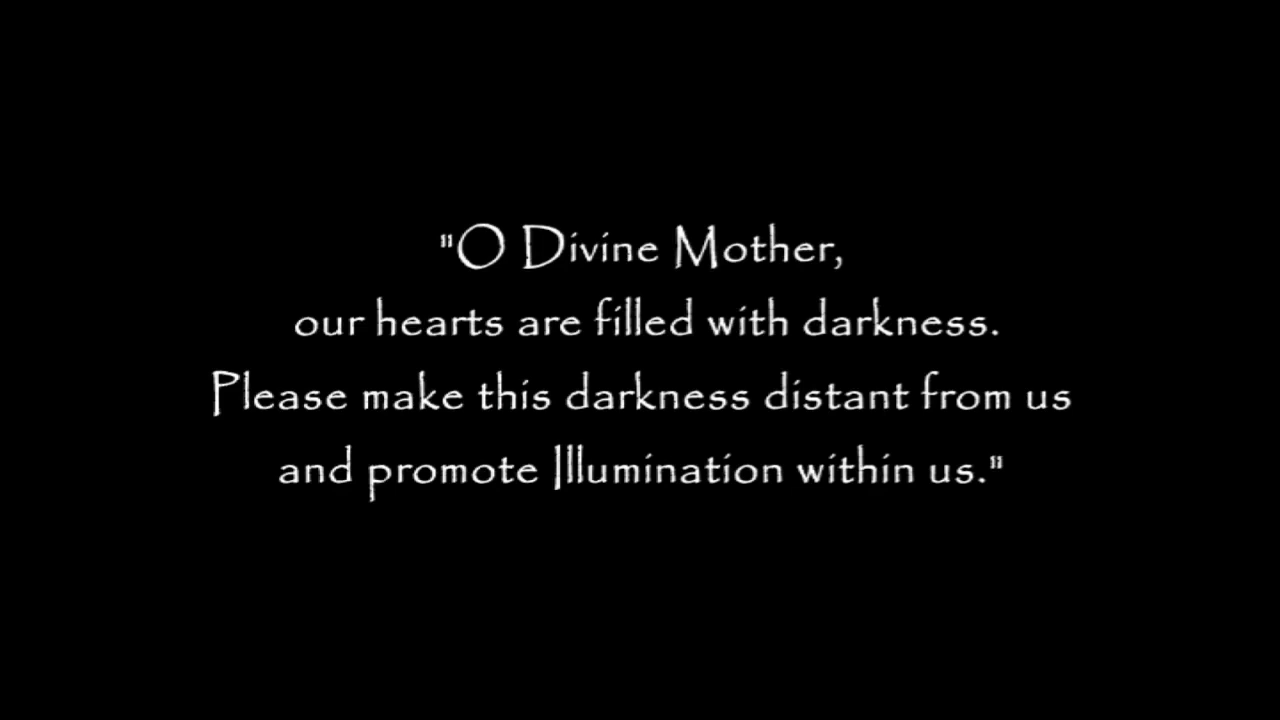 "O Divine Mother,
our hearts are filled with darkness.
Please make this darkness distant from us
and promote Illumination within us."